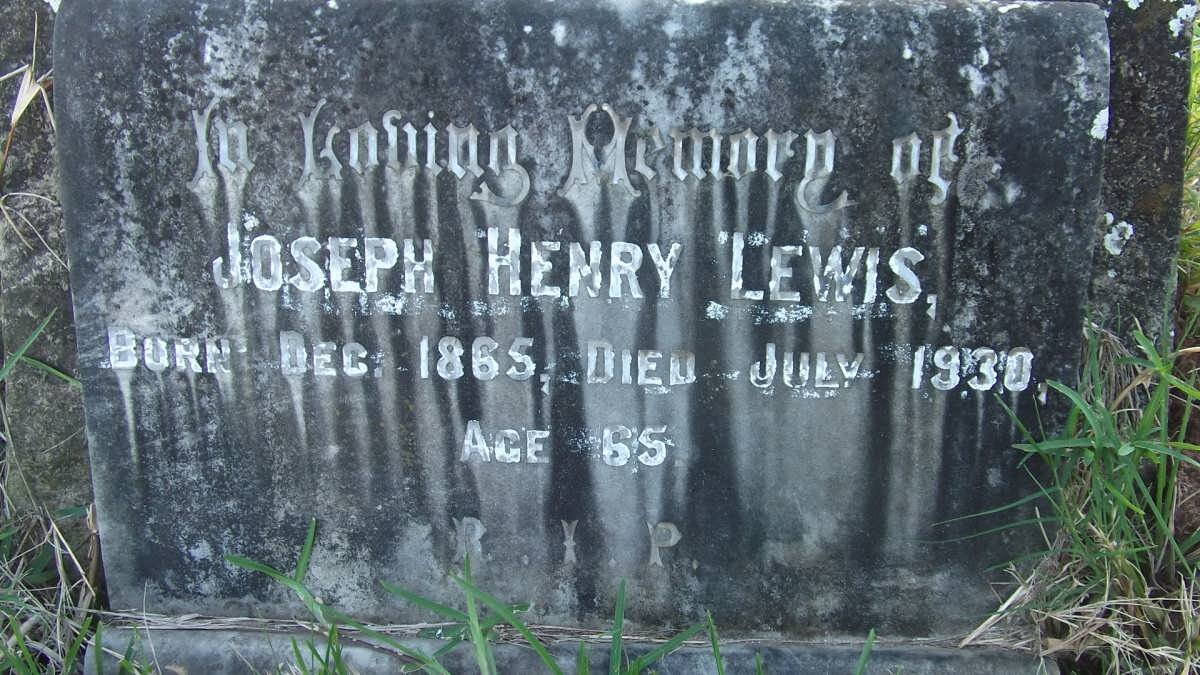 In Loving Memory of
JOSEPH HENRY LEWIS,
BORN DEC. 1865, DIED JULY 1930,
AGE 65.
R I P